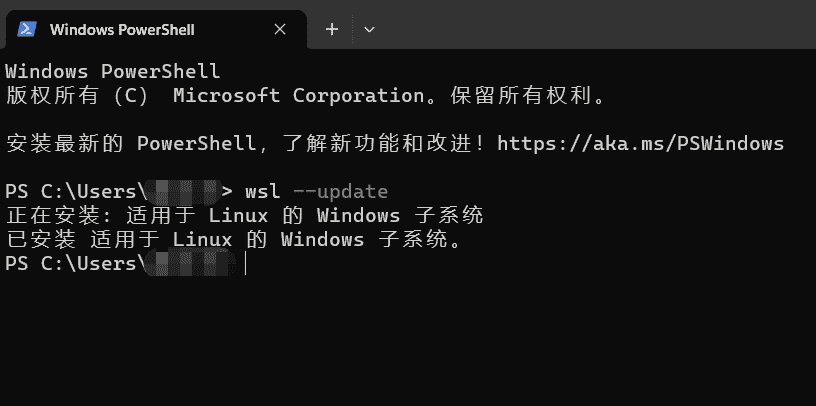 Windows PowerShell
Windows PowerShell
版权所有 (C) Microsoft Corporation。保留所有权利。
安装最新的 PowerShell，了解新功能和改进！https://aka.ms/PSWindows
PS C:\Users\> wsl --update
正在安装: 适用于 Linux 的 Windows 子系统
已安装 适用于 Linux 的 Windows 子系统。
PS C:\Users\